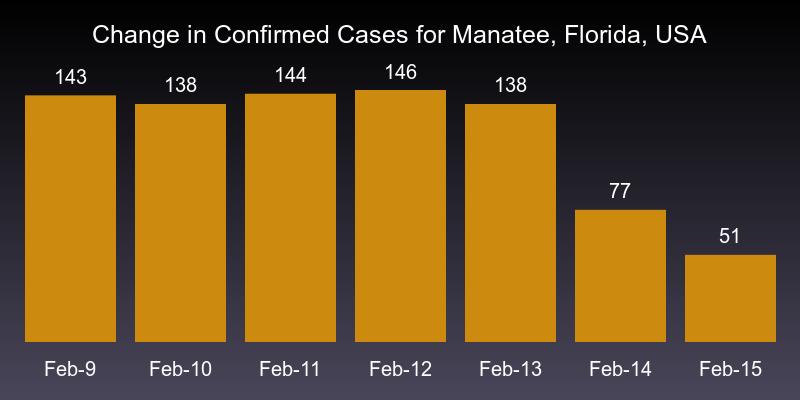 Change in Confirmed Cases for Manatee, Florida, USA
143
138
144
146
138
77
51
Feb-9
Feb-10
Feb-11
Feb-12
Feb-13
Feb-14
Feb-15